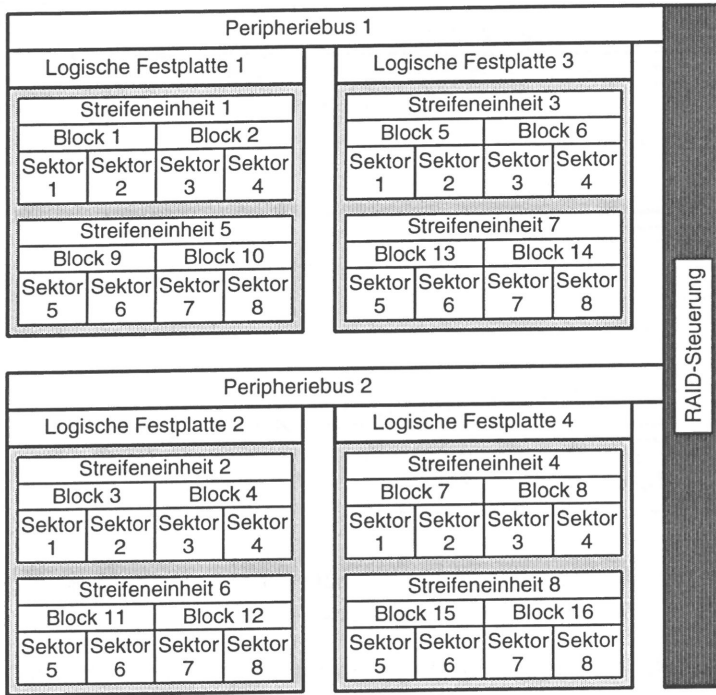 Peripheriebus 1
Logische Festplatte 1
Streifeneinheit 1
Block 1 Block 2
Sektor 1 Sektor 2 Sektor 3 Sektor 4
Streifeneinheit 5
Block 9 Block 10
Sektor 5 Sektor 6 Sektor 7 Sektor 8
Logische Festplatte 3
Streifeneinheit 3
Block 5 Block 6
Sektor 1 Sektor 2 Sektor 3 Sektor 4
Streifeneinheit 7
Block 13 Block 14
Sektor 5 Sektor 6 Sektor 7 Sektor 8
Peripheriebus 2
Logische Festplatte 2
Streifeneinheit 2
Block 3 Block 4
Sektor 1 Sektor 2 Sektor 3 Sektor 4
Streifeneinheit 6
Block 11 Block 12
Sektor 5 Sektor 6 Sektor 7 Sektor 8
Logische Festplatte 4
Streifeneinheit 4
Block 7 Block 8
Sektor 1 Sektor 2 Sektor 3 Sektor 4
Streifeneinheit 8
Block 15 Block 16
Sektor 5 Sektor 6 Sektor 7 Sektor 8
RAID-Steuerung